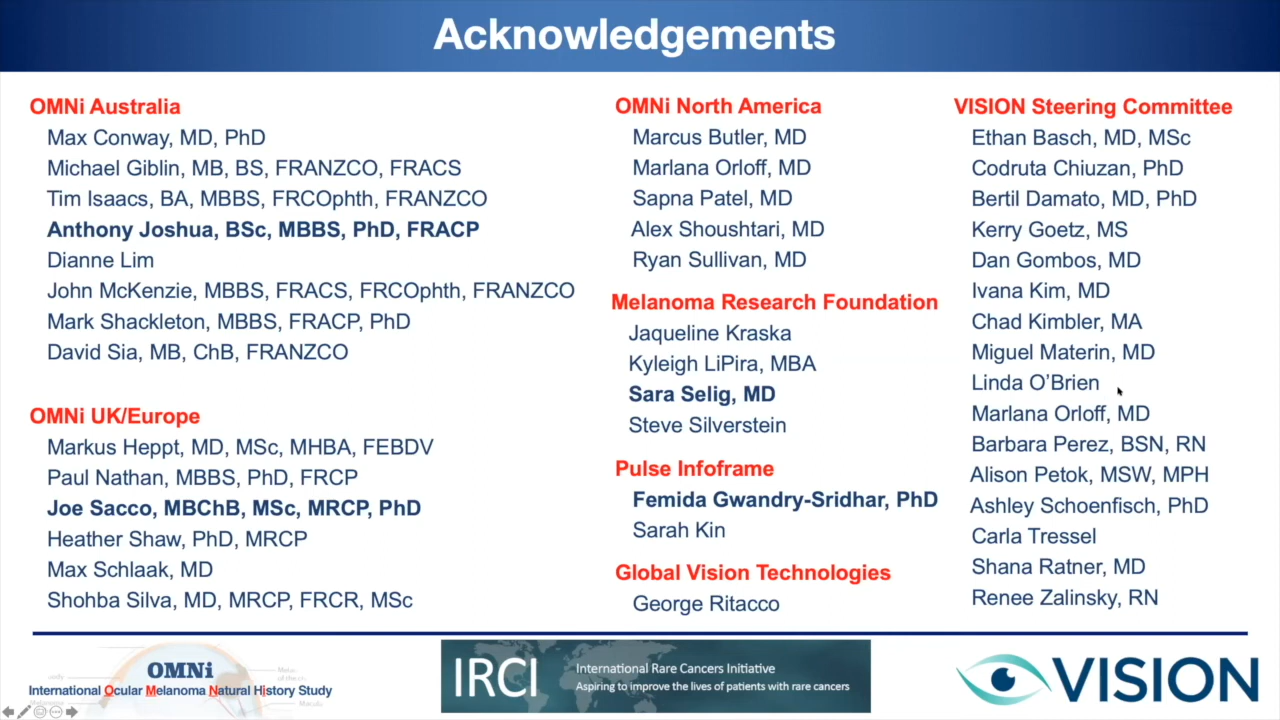 Acknowledgements
OMNi Australia
Max Conway, MD, PhD
Michael Giblin, MB, BS, FRANZCO, FRACS
Tim Isaacs, BA, MBBS, FRCOphth, FRANZCO
Anthony Joshua, BSc, MBBS, PhD, FRACP
Dianne Lim
John McKenzie, MBBS, FRACS, FRCOphth, FRANZCO
Mark Shackleton, MBBS, FRACP, PhD
David Sia, MB, ChB, FRANZCO
OMNi UK/Europe
Markus Heppt, MD, MSc, MHBA, FEBDV
Paul Nathan, MBBS, PhD, FRCP
Joe Sacco, MBChB, MSc, MRCP, PhD
Heather Shaw, PhD, MRCP
Max Schlaak, MD
Shohba Silva, MD, MRCP, FRCR, MSc
OMNi North America
Marcus Butler, MD
Marlana Orloff, MD
Sapna Patel, MD
Alex Shoushtari, MD
Ryan Sullivan, MD
Melanoma Research Foundation
Jaqueline Kraska
Kyleigh LiPira, MBA
Sara Selig, MD
Steve Silverstein
Pulse Infoframe
Femida Gwandry-Sridhar, PhD
Sarah Kin
Global Vision Technologies
George Ritacco
VISION Steering Committee
Ethan Basch, MD, MSc
Codruta Chiuzan, PhD
Bertil Damato, MD, PhD
Kerry Goetz, MS
Dan Gombos, MD
Ivana Kim, MD
Chad Kimbler, MA
Miguel Materin, MD
Linda O’Brien
Marlana Orloff, MD
Barbara Perez, BSN, RN
Alison Petok, MSW, MPH
Ashley Schoenfisch, PhD
Carla Tressel
Shana Ratner, MD
Renee Zalinsky, RN
OMNi
International Ocular Melanoma Natural History Study
IRCI
International Rare Cancers Initiative
Aspiring to improve the lives of patients with rare cancers
VISION